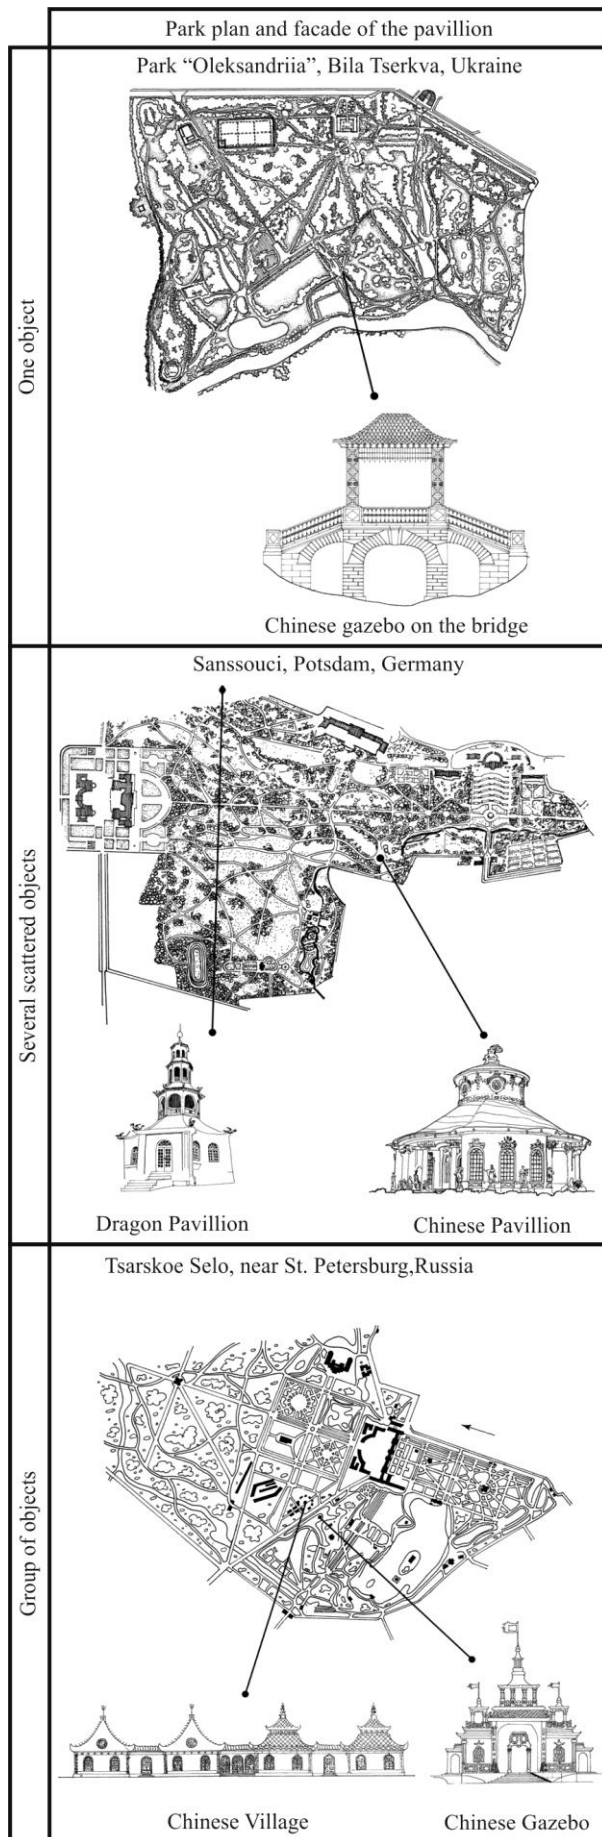 Park plan and facade of the pavillion
One object
Park “Oleksandriia”, Bila Tserkva, Ukraine
Chinese gazebo on the bridge
Several scattered objects
Sanssouci, Potsdam, Germany
Dragon Pavillion
Chinese Pavillion
Group of objects
Tsarskoe Selo, near St. Petersburg,Russia
Chinese Village
Chinese Gazebo